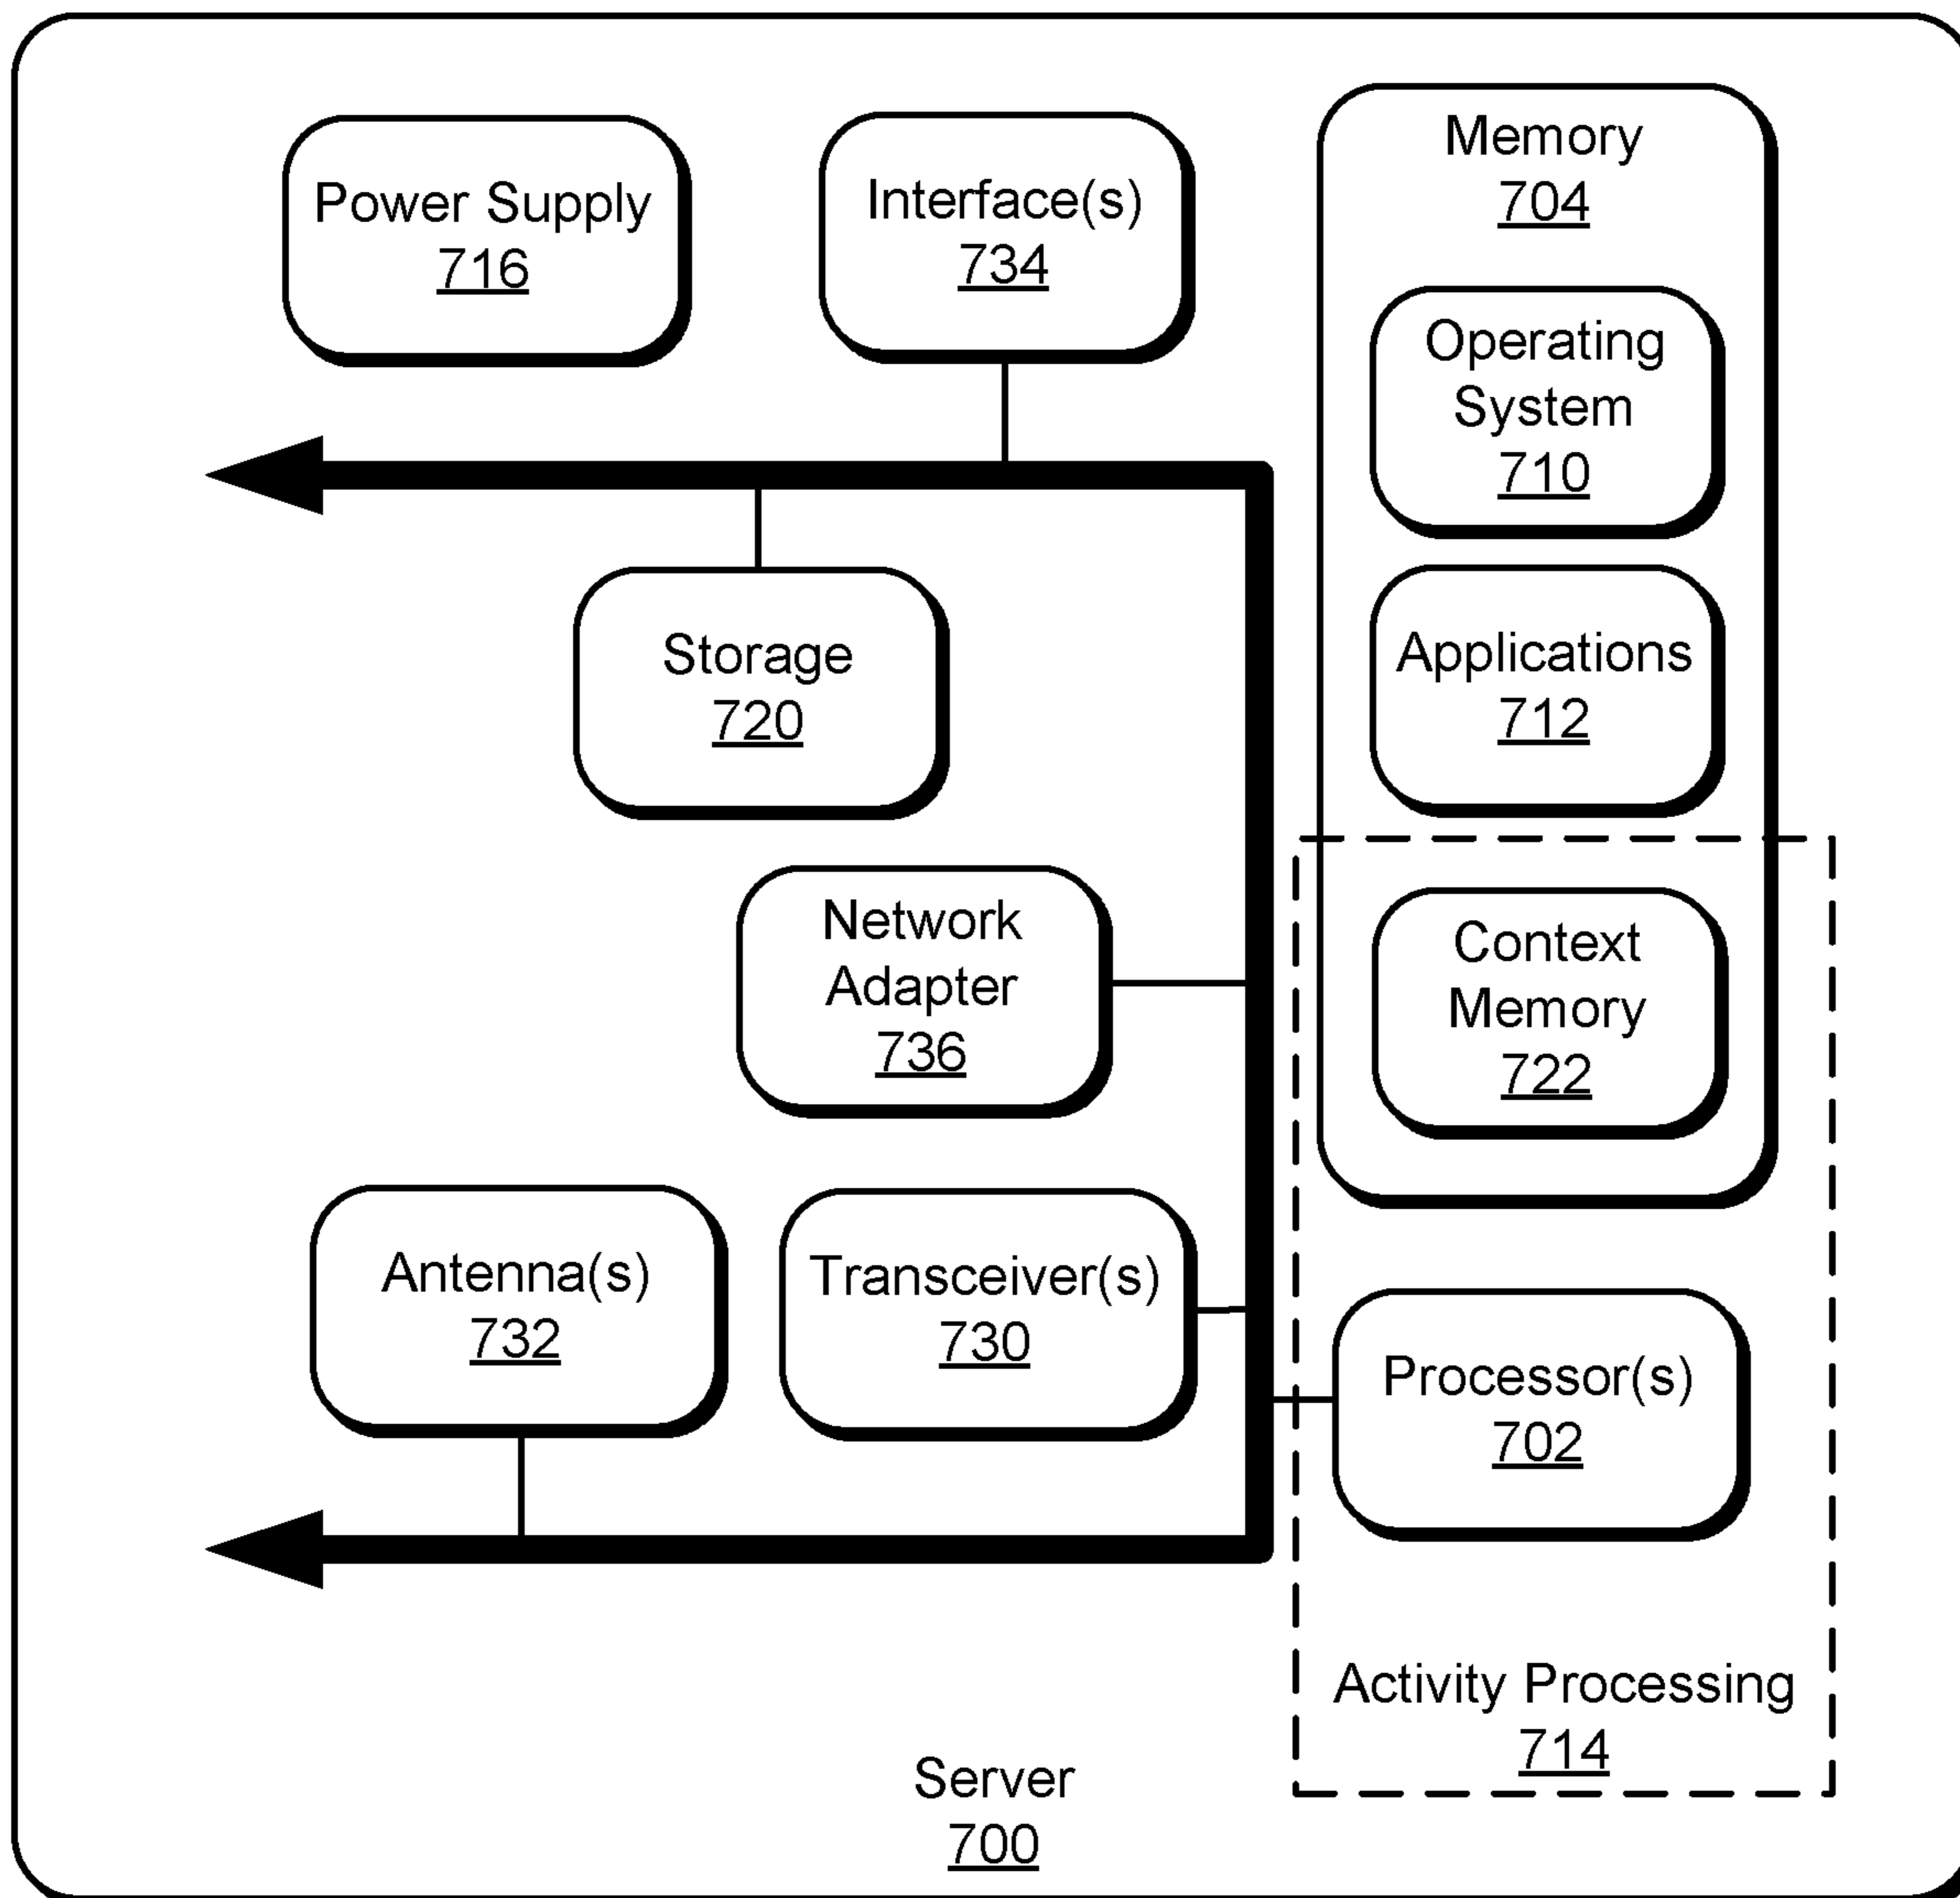 Power Supply
716
Interface(s)
734
Memory
704
Operating
System
710
Storage
720
Applications
712
Network
Adapter
736
Context
Memory
722
Antenna(s)
732
Transceiver(s)
730
Processor(s)
702
Activity Processing
714
Server
700